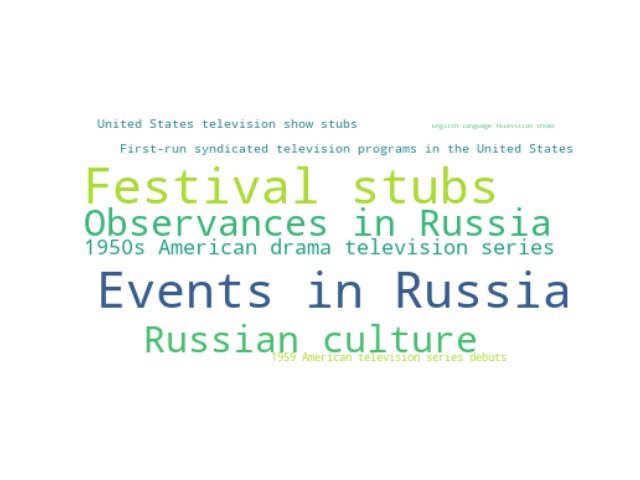 United States television show stubs
English-language television shows
First-run syndicated television programs in the United States
Festival stubs
Observances in Russia
1950s American drama television series
Events in Russia
Russian culture
1959 American television series debuts